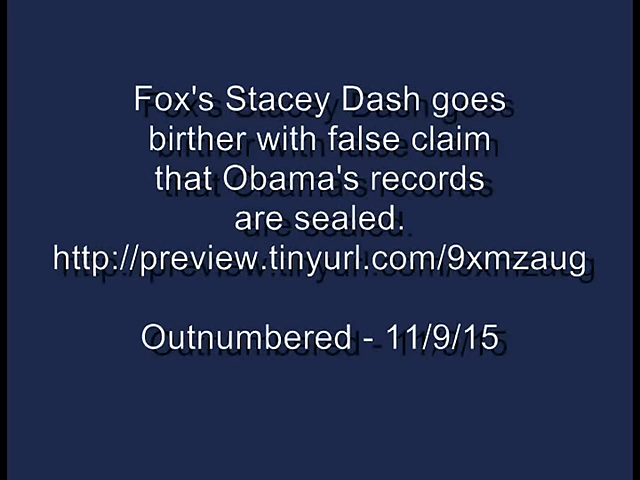 Fox's Stacey Dash goes
birther with false claim
that Obama's records
are sealed.
http://preview.tinyurl.com/9xmzaug
Outnumbered - 11/9/15